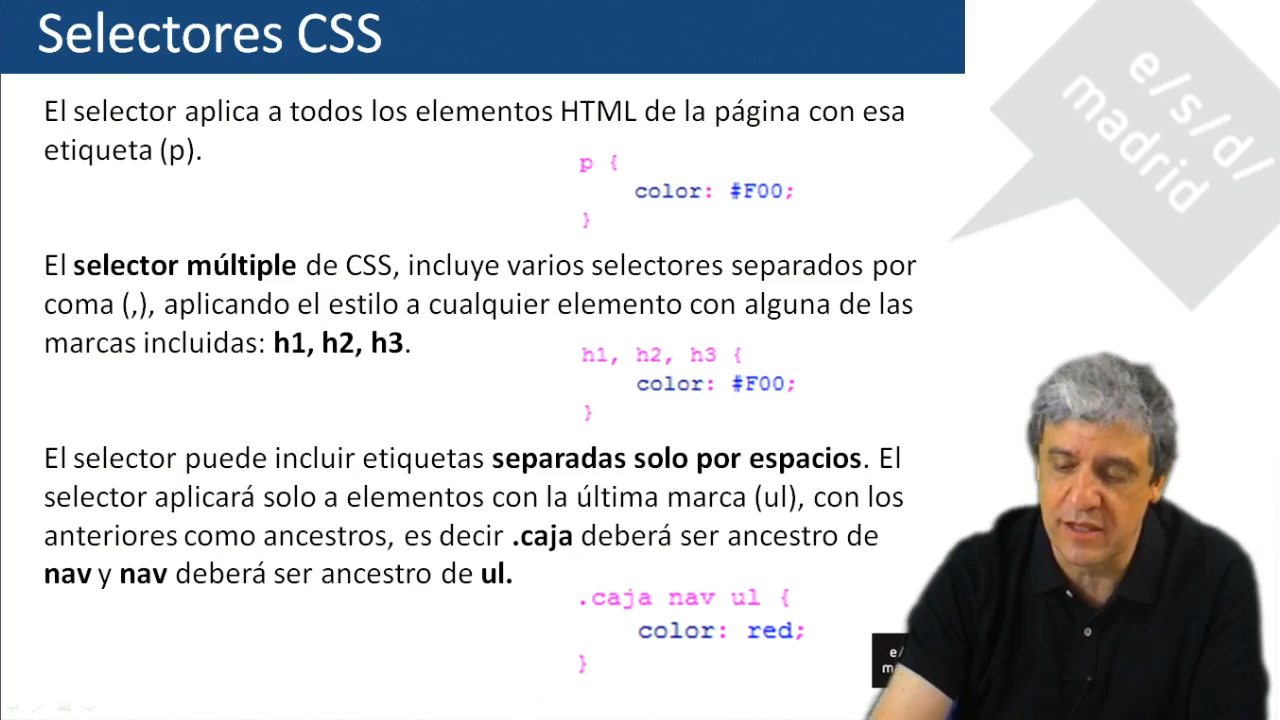 Selectores CSS
e/s/d/
madrid
El selector aplica a todos los elementos HTML de la página con esa
etiqueta (p).
p {
color: #F00;
}
El selector múltiple de CSS, incluye varios selectores separados por
coma (,), aplicando el estilo a cualquier elemento con alguna de las
marcas incluidas: h1, h2, h3.
h1, h2, h3 {
color: #F00;
}
El selector puede incluir etiquetas separadas solo por espacios. El
selector aplicará solo a elementos con la última marca (ul), con los
anteriores como ancestros, es decir .caja deberá ser ancestro de
nav y nav deberá ser ancestro de ul.
.caja nav ul {
color: red;
}
e/
m